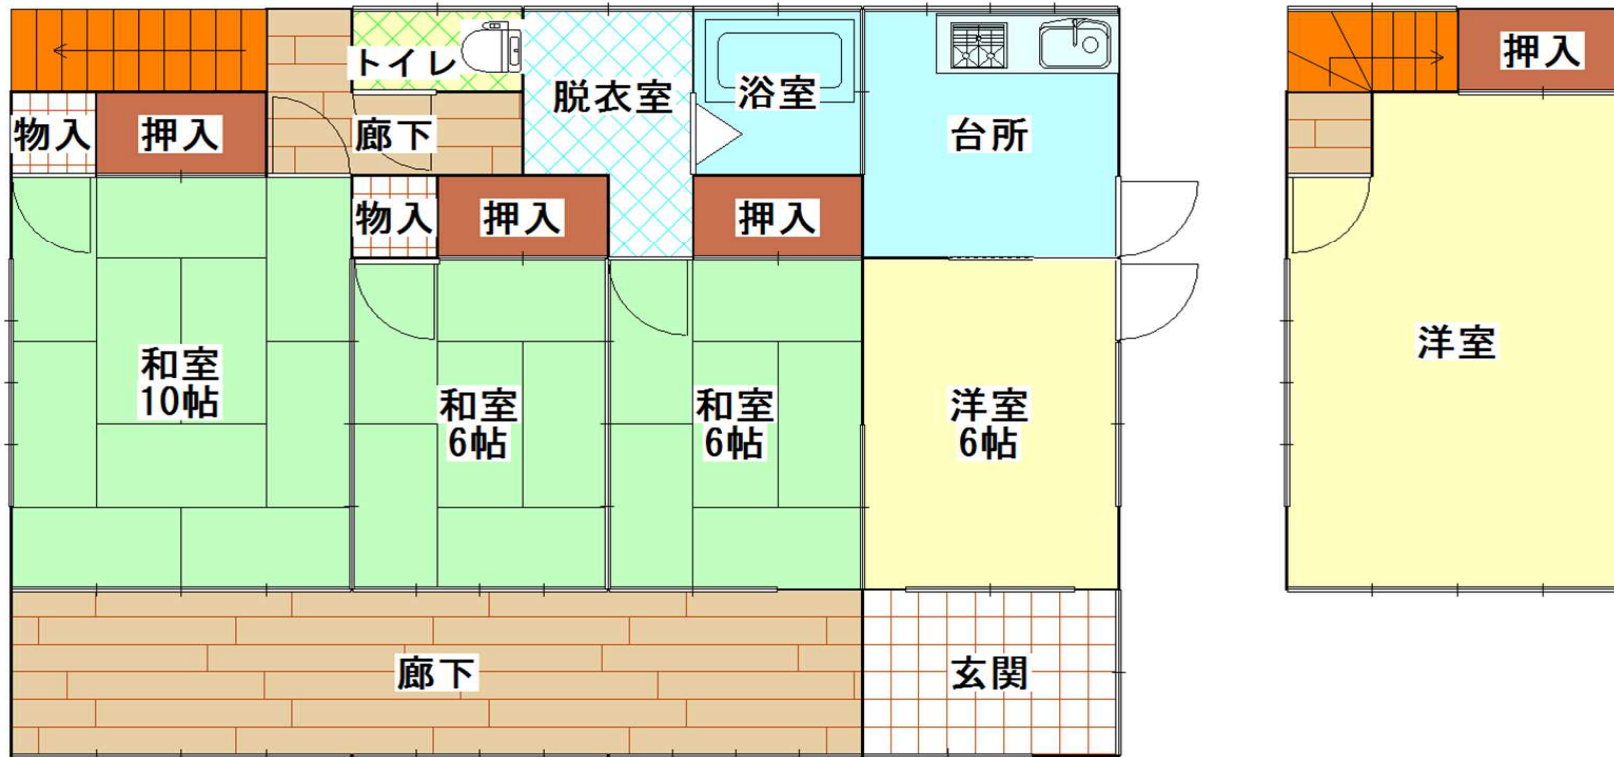 トイレ
脱衣室
浴室
押入
物入
押入
廊下
台所
物入
押入
押入
和室
10帖
和室
6帖
和室
6帖
洋室
6帖
洋室
廊下
玄関